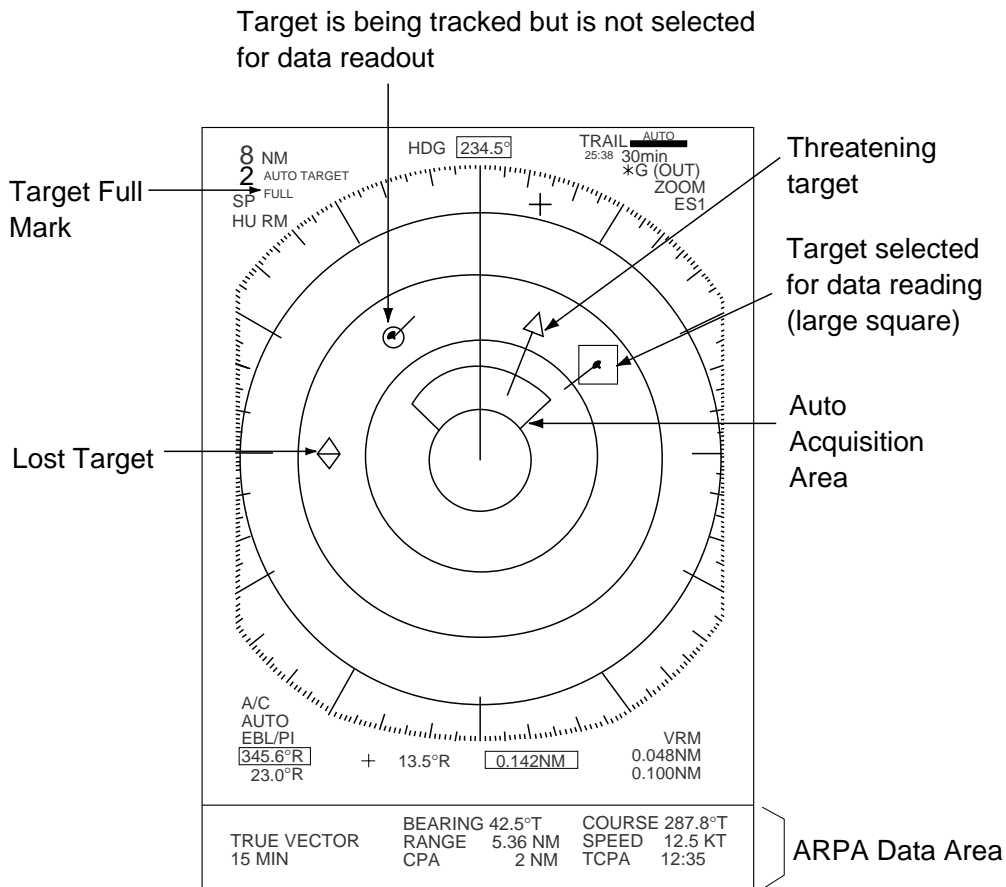 Target is being tracked but is not selected
for data readout
8 NM
2 AUTO TARGET
FULL
SP
HU RM
HDG 234.5°
TRAIL AUTO
25:38 30min
✳G (OUT)
ZOOM
ES1
Target Full
Mark
Threatening
target
Target selected
for data reading
(large square)
Auto
Acquisition
Area
Lost Target
A/C
AUTO
EBL/PI
345.6°R
23.0°R
+ 13.5°R 0.142NM
VRM
0.048NM
0.100NM
TRUE VECTOR
15 MIN
BEARING 42.5°T
RANGE 5.36 NM
CPA 2 NM
COURSE 287.8°T
SPEED 12.5 KT
TCPA 12:35
ARPA Data Area